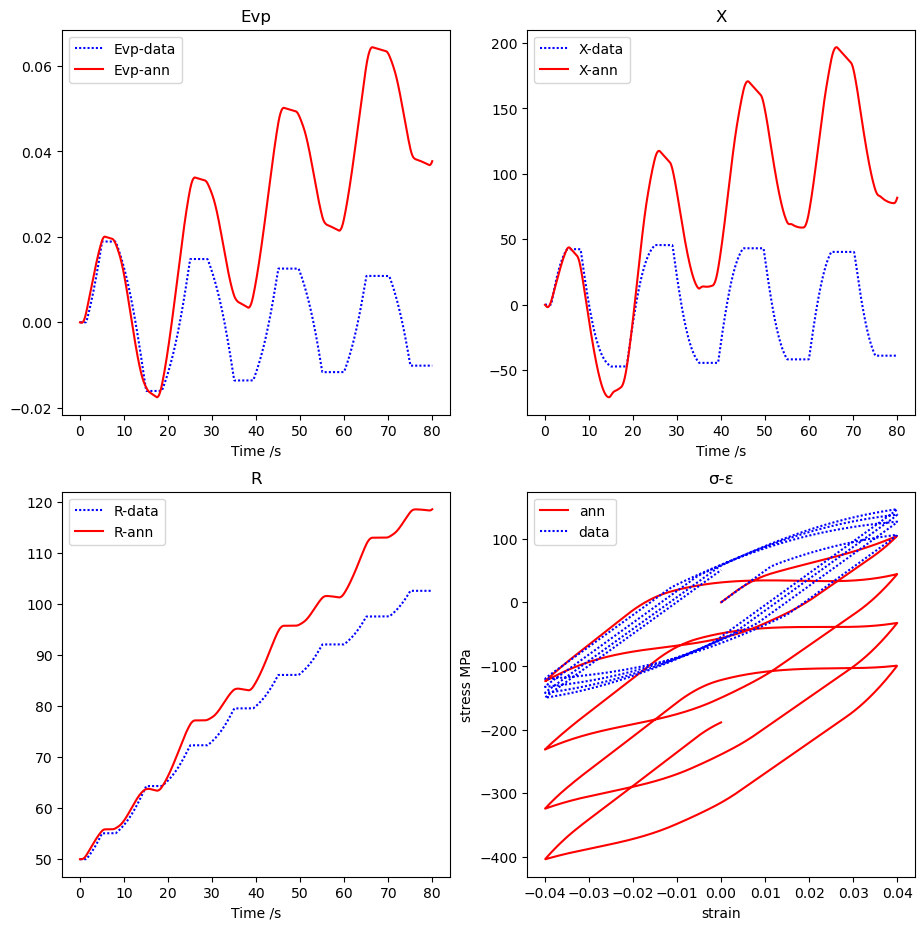 Evp
Evp-data
Evp-ann
0.06
0.04
0.02
0.00
−0.02
0 10 20 30 40 50 60 70 80
Time /s
X
X-data
X-ann
200
150
100
50
0
−50
0 10 20 30 40 50 60 70 80
Time /s
R
R-data
R-ann
120
110
100
90
80
70
60
50
0 10 20 30 40 50 60 70 80
Time /s
σ-ε
ann
data
100
0
−100
−200
−300
−400
stress MPa
−0.04 −0.03 −0.02 −0.01 0.00 0.01 0.02 0.03 0.04
strain